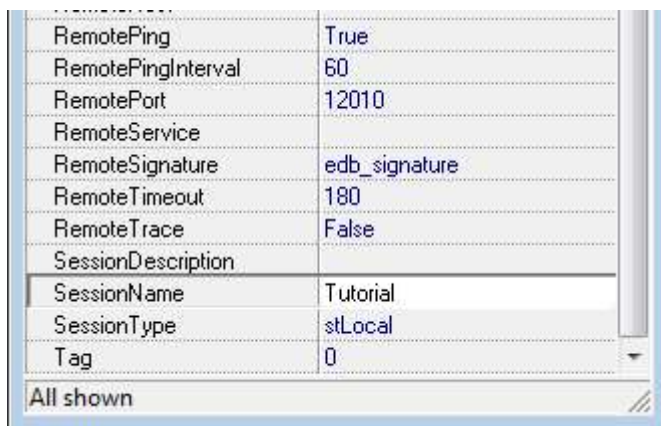 RemotePing True
RemotePingInterval 60
RemotePort 12010
RemoteService
RemoteSignature edb_signature
RemoteTimeout 180
RemoteTrace False
SessionDescription
SessionName Tutorial
SessionType stLocal
Tag 0
All shown